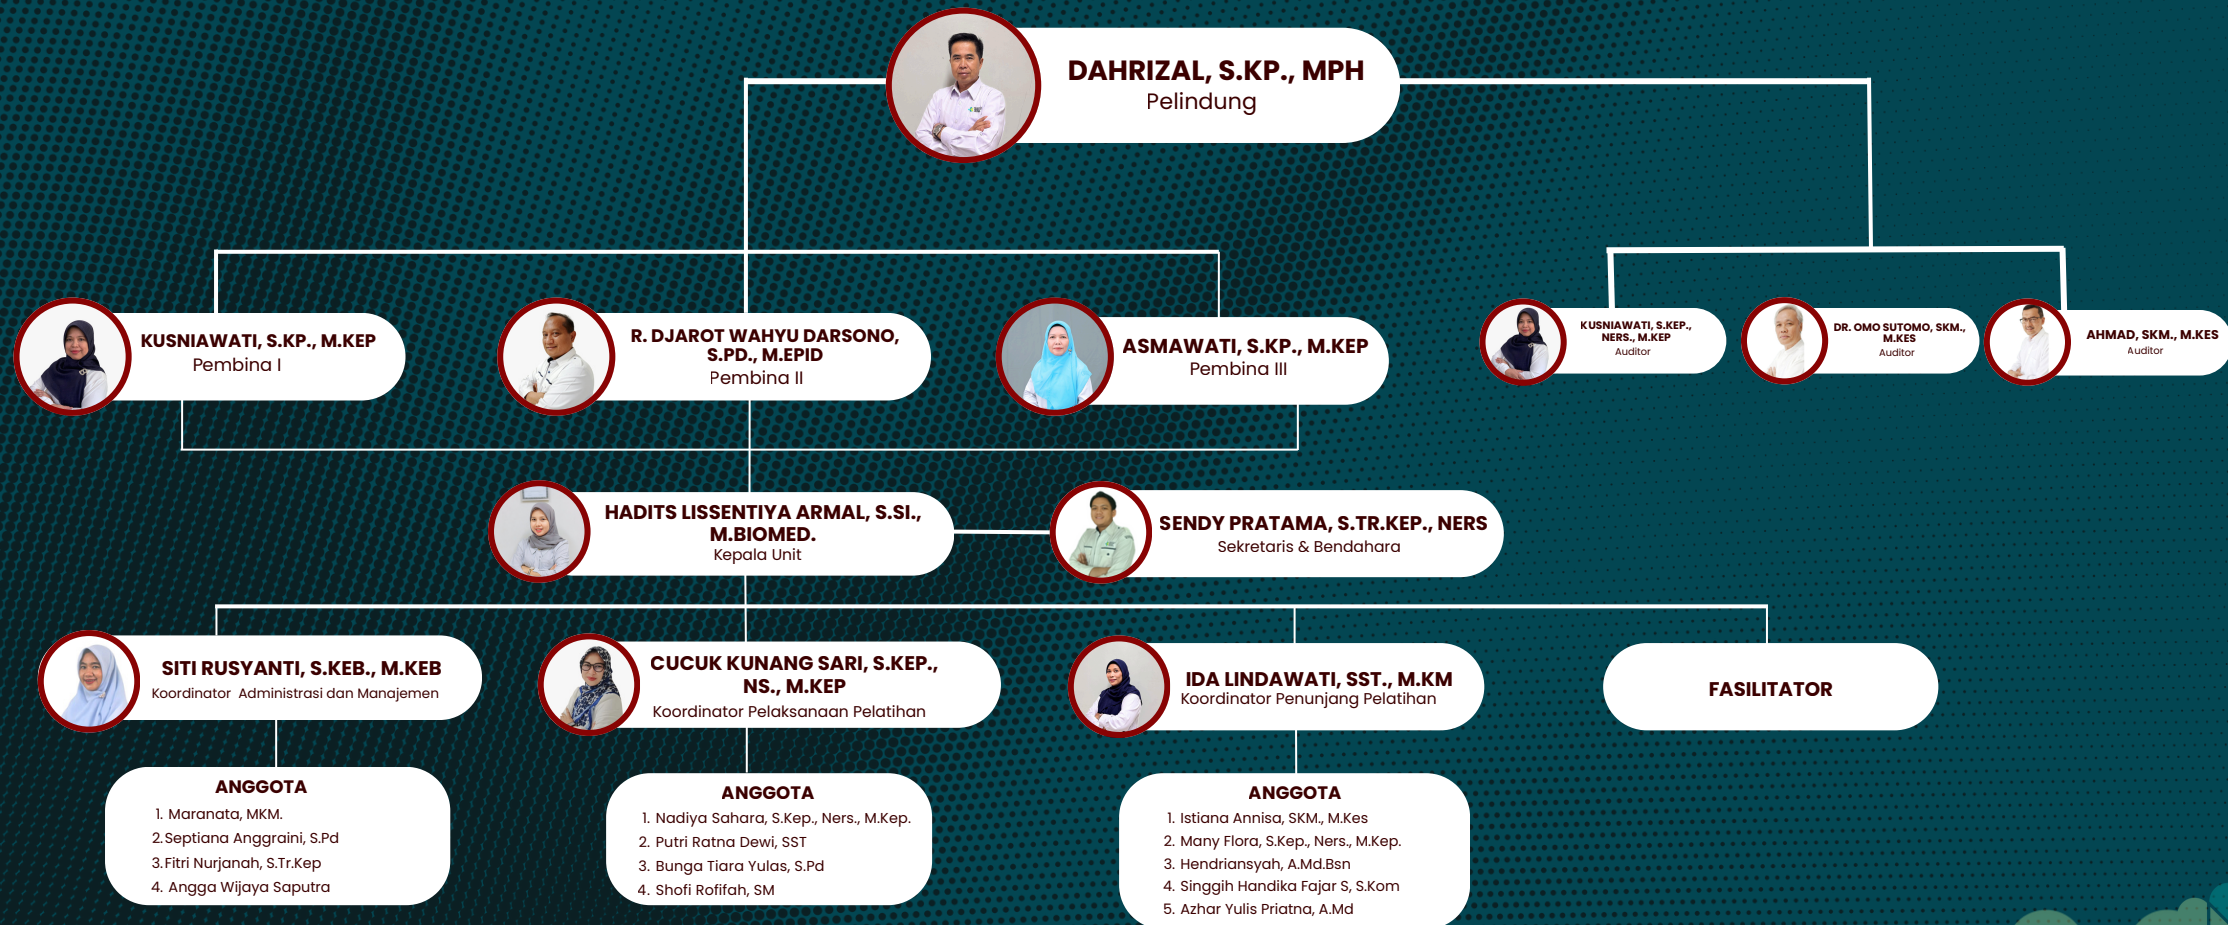 DAHRIZAL, S.KP., MPH
Pelindung
KUSNIAWATI, S.KP., M.KEP
Pembina I
R. DJAROT WAHYU DARSONO,
S.PD., M.EPID
Pembina II
ASMAWATI, S.KP., M.KEP
Pembina III
KUSNIAWATI, S.KEP.,
NERS., M.KEP
Auditor
DR. OMO SUTOMO, SKM.,
M.KES
Auditor
AHMAD, SKM., M.KES
Auditor
HADITS LISSENTIYA ARMAL, S.SI.,
M.BIOMED.
Kepala Unit
SENDY PRATAMA, S.TR.KEP., NERS
Sekretaris & Bendahara
SITI RUSYANTI, S.KEB., M.KEB
Koordinator Administrasi dan Manajemen
CUCUK KUNANG SARI, S.KEP.,
NS., M.KEP
Koordinator Pelaksanaan Pelatihan
IDA LINDAWATI, SST., M.KM
Koordinator Penunjang Pelatihan
FASILITATOR
ANGGOTA
1. Maranata, MKM.
2.Septiana Anggraini, S.Pd
3.Fitri Nurjanah, S.Tr.Kep
4. Angga Wijaya Saputra
ANGGOTA
1. Nadiya Sahara, S.Kep., Ners., M.Kep.
2. Putri Ratna Dewi, SST
3. Bunga Tiara Yulas, S.Pd
4. Shofi Rofifah, SM
ANGGOTA
1. Istiana Annisa, SKM., M.Kes
2. Many Flora, S.Kep., Ners., M.Kep.
3. Hendriansyah, A.Md.Bsn
4. Singgih Handika Fajar S, S.Kom
5. Azhar Yulis Priatna, A.Md